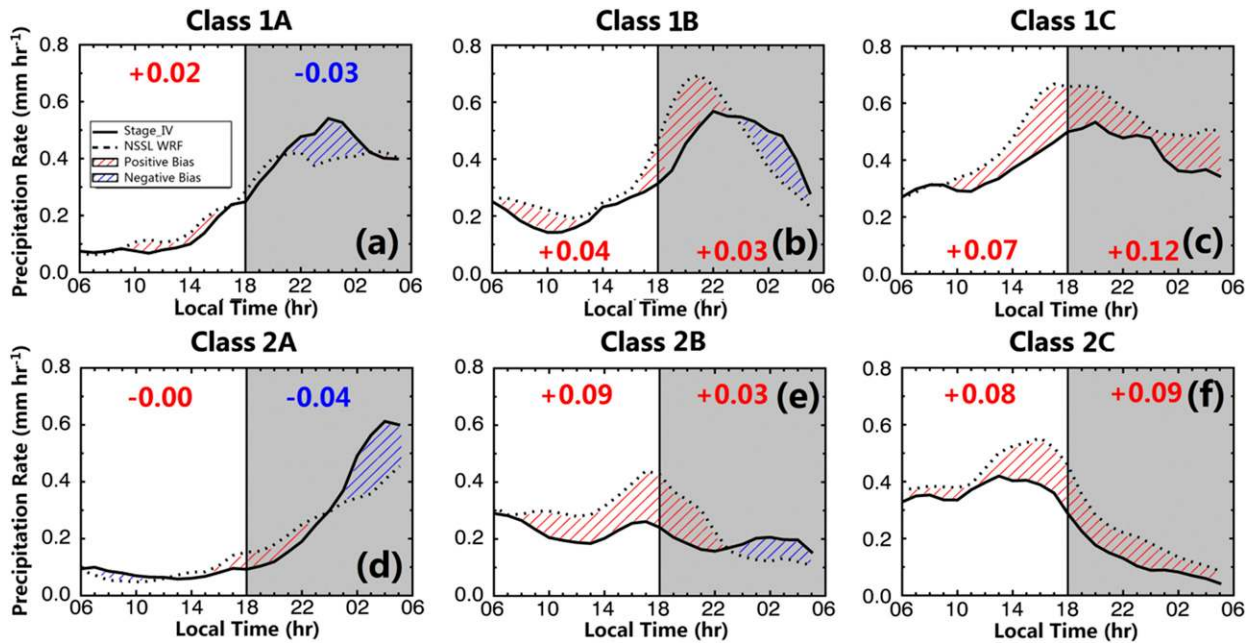 Class 1A
Class 1B
Class 1C
Precipitation Rate (mm hr⁻¹)
0.8
0.6
0.4
0.2
0.0
+0.02
-0.03
Stage_IV
NSSL WRF
Positive Bias
Negative Bias
(a)
06 10 14 18 22 02 06
Local Time (hr)
0.8
0.6
0.4
0.2
0.0
+0.04
+0.03
(b)
06 10 14 18 22 02 06
Local Time (hr)
0.8
0.6
0.4
0.2
0.0
+0.07
+0.12
(c)
06 10 14 18 22 02 06
Local Time (hr)
Class 2A
Class 2B
Class 2C
Precipitation Rate (mm hr⁻¹)
0.8
0.6
0.4
0.2
0.0
-0.00
-0.04
(d)
06 10 14 18 22 02 06
Local Time (hr)
0.8
0.6
0.4
0.2
0.0
+0.09
+0.03
(e)
06 10 14 18 22 02 06
Local Time (hr)
0.8
0.6
0.4
0.2
0.0
+0.08
+0.09
(f)
06 10 14 18 22 02 06
Local Time (hr)